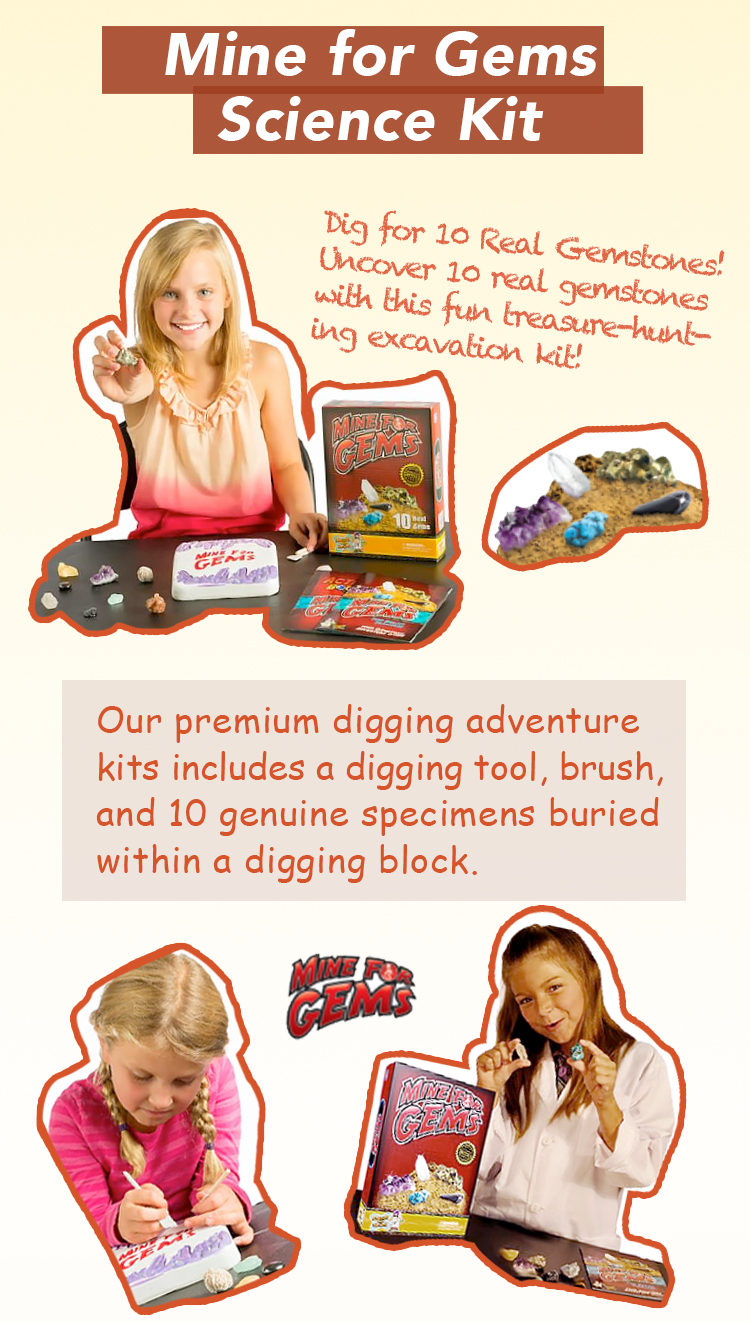 Mine for Gems
Science Kit
Dig for 10 Real Gemstones!
Uncover 10 real gemstones
with this fun treasure-hunt-
ing excavation kit!
MINE FOR
GEMS
10 Real
Gems
MINE FOR
GEMS
Our premium digging adventure
kits includes a digging tool, brush,
and 10 genuine specimens buried
within a digging block.
MINE FOR
GEMS
MINE FOR
GEMS
MINE FOR
GEMS